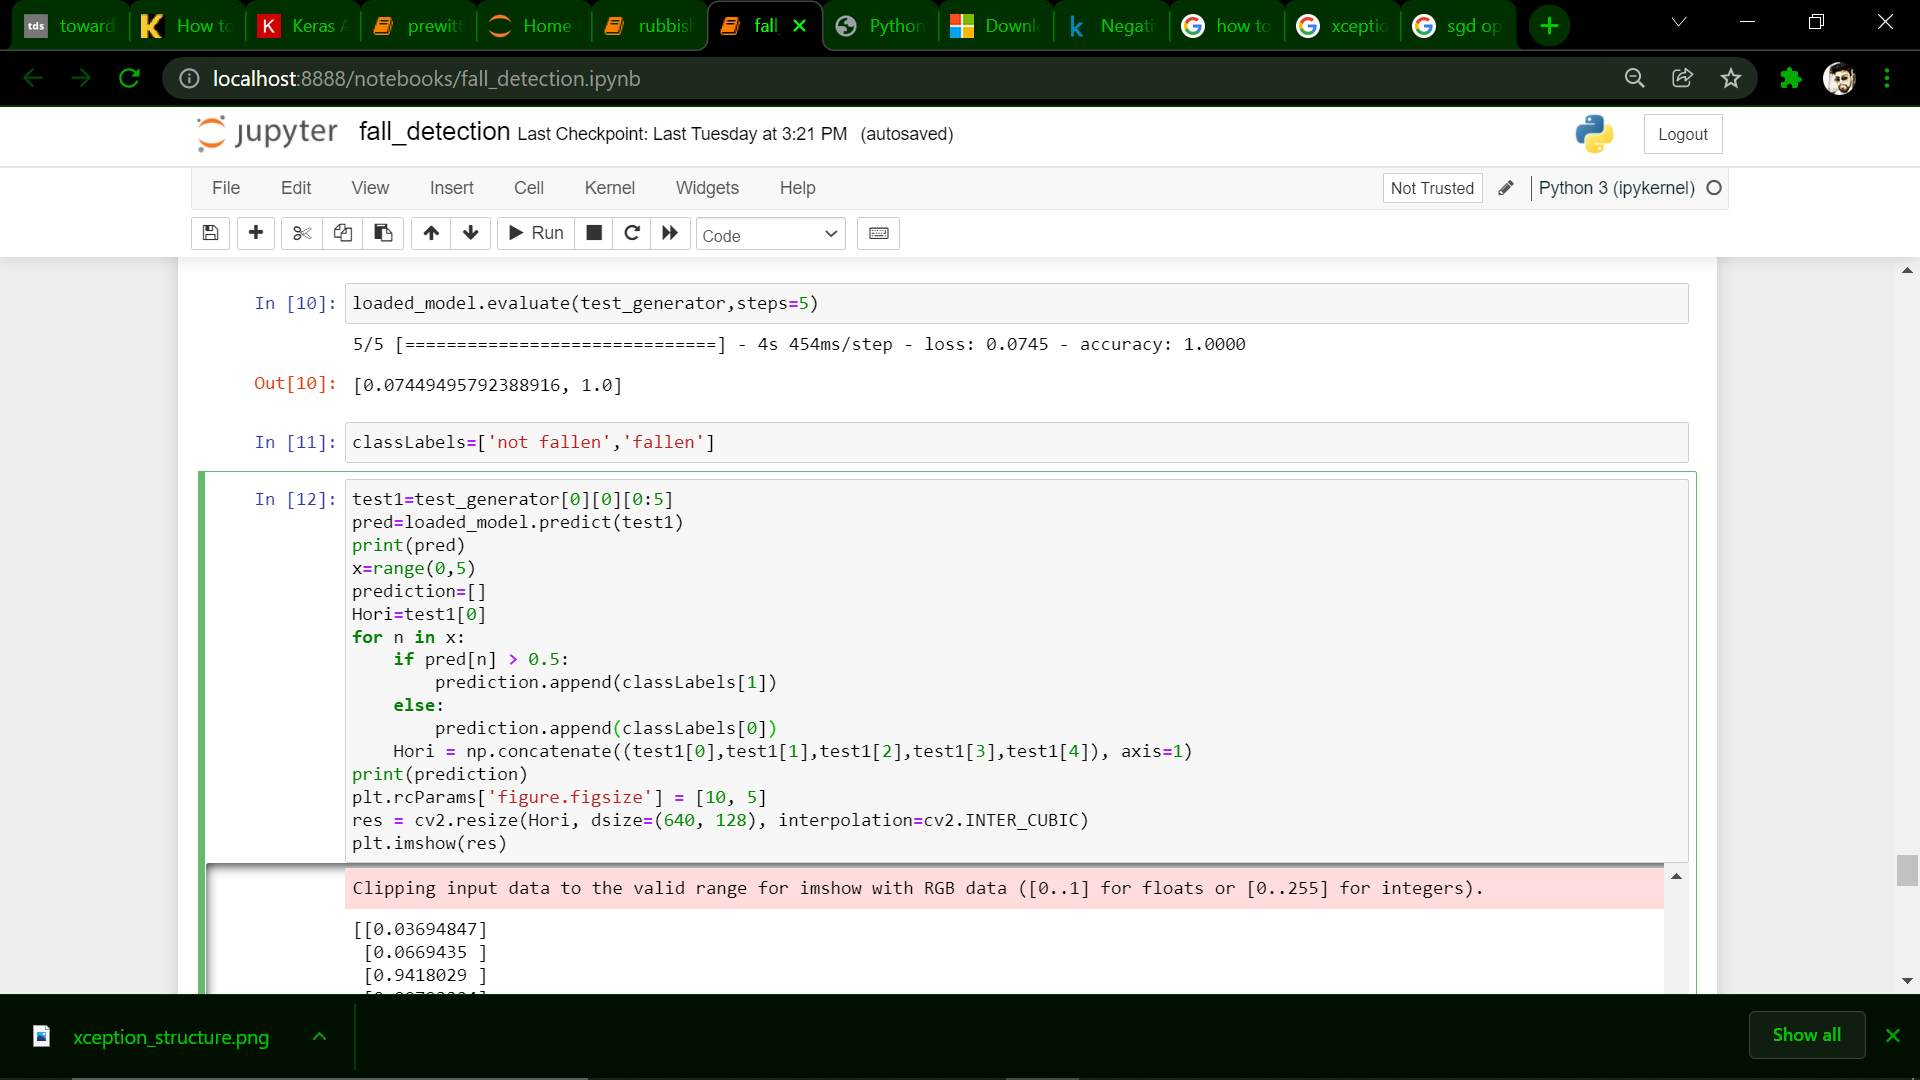 tds toward
K How to
K Keras A
prewitt
Home
rubbish
fall_
Python
Downl
k Negati
how to
xceptio
sgd op
localhost:8888/notebooks/fall_detection.ipynb
jupyter fall_detection Last Checkpoint: Last Tuesday at 3:21 PM (autosaved)
Logout
File Edit View Insert Cell Kernel Widgets Help
Not Trusted Python 3 (ipykernel)
Run Code
In [10]: loaded_model.evaluate(test_generator,steps=5)
5/5 [==============================] - 4s 454ms/step - loss: 0.0745 - accuracy: 1.0000
Out[10]: [0.07449495792388916, 1.0]
In [11]: classLabels=['not fallen','fallen']
In [12]: test1=test_generator[0][0][0:5]
pred=loaded_model.predict(test1)
print(pred)
x=range(0,5)
prediction=[]
Hori=test1[0]
for n in x:
    if pred[n] > 0.5:
        prediction.append(classLabels[1])
    else:
        prediction.append(classLabels[0])
    Hori = np.concatenate((test1[0],test1[1],test1[2],test1[3],test1[4]), axis=1)
print(prediction)
plt.rcParams['figure.figsize'] = [10, 5]
res = cv2.resize(Hori, dsize=(640, 128), interpolation=cv2.INTER_CUBIC)
plt.imshow(res)
Clipping input data to the valid range for imshow with RGB data ([0..1] for floats or [0..255] for integers).
[[0.03694847]
 [0.0669435 ]
 [0.9418029 ]
xception_structure.png
Show all